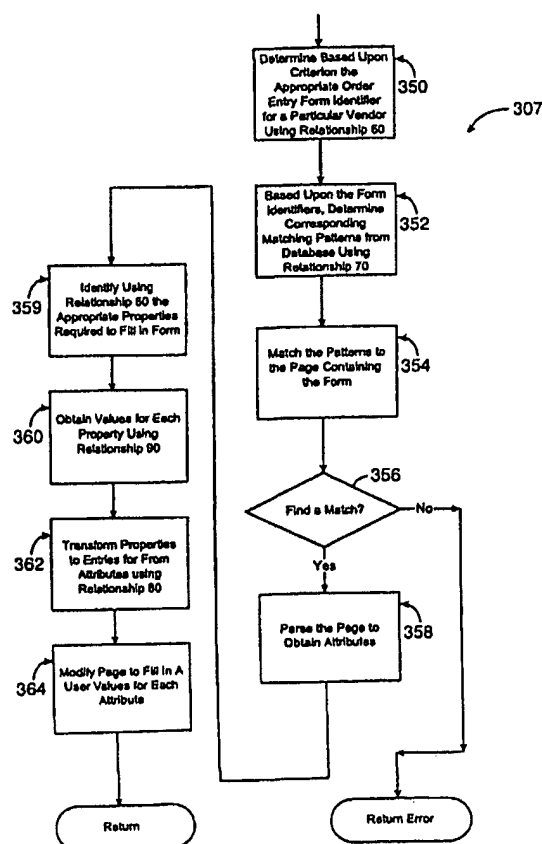 Determine Based Upon
Criterion the
Appropriate Order
Entry Form Identifier
for a Particular Vendor
Using Relationship 60
350
307
Based Upon the Form
Identifiers, Determine
Corresponding
Matching Patterns from
Database Using
Relationship 70
352
Match the Patterns to
the Page Containing
the Form
354
Find a Match?
356
No
Yes
Parse the Page to
Obtain Attributes
358
Return Error
359
Identify Using
Relationship 80 the
Appropriate Properties
Required to Fill in Form
360
Obtain Values for Each
Property Using
Relationship 90
362
Transform Properties
to Entries for From
Attributes using
Relationship 80
364
Modify Page to Fill In A
User Values for Each
Attribute
Return